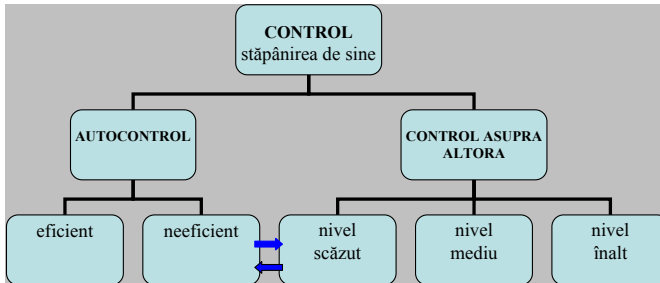 CONTROL
stăpânirea de sine
AUTOCONTROL
CONTROL ASUPRA
ALTORA
eficient
neeficient
nivel
scăzut
nivel
mediu
nivel
înalt